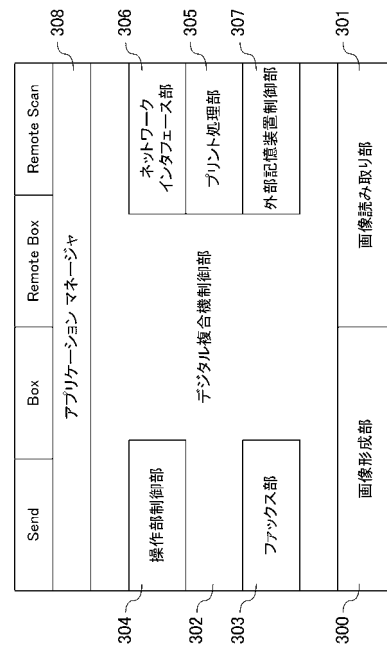 Send
Box
Remote Box
Remote Scan
308
アプリケーション マネージャ
304
操作部制御部
ネットワーク
インタフェース部
306
302
デジタル複合機制御部
プリント処理部
305
303
ファックス部
外部記憶装置制御部
307
300
画像形成部
画像読み取り部
301